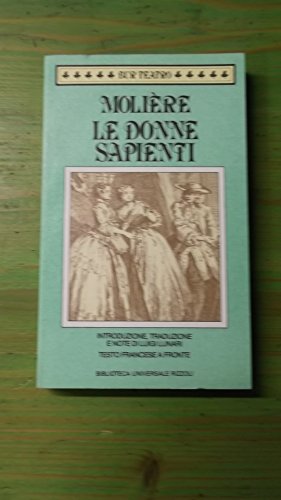 BUR TEATRO
MOLIÈRE
LE DONNE
SAPIENTI
INTRODUZIONE, TRADUZIONE
E NOTE DI LUIGI LUNARI
TESTO FRANCESE A FRONTE
BIBLIOTECA UNIVERSALE RIZZOLI